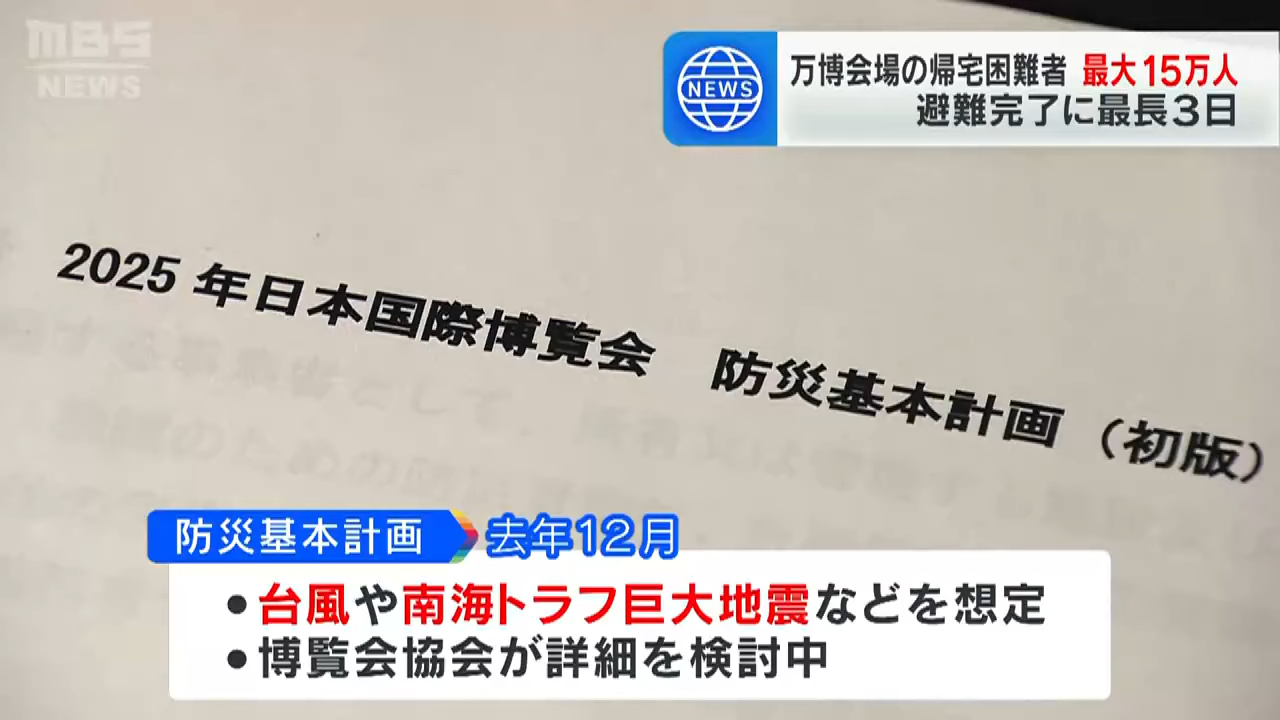 MBS
NEWS
NEWS
万博会場の帰宅困難者 最大15万人
避難完了に最長3日
2025 年日本国際博覧会 防災基本計画(初版)
防災基本計画 去年12月
●台風や南海トラフ巨大地震などを想定
●博覧会協会が詳細を検討中